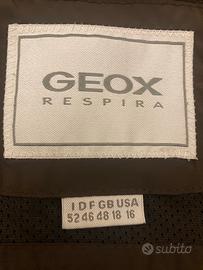 GEOX
RESPIRA
I D F GB USA
52 46 48 18 16
subito